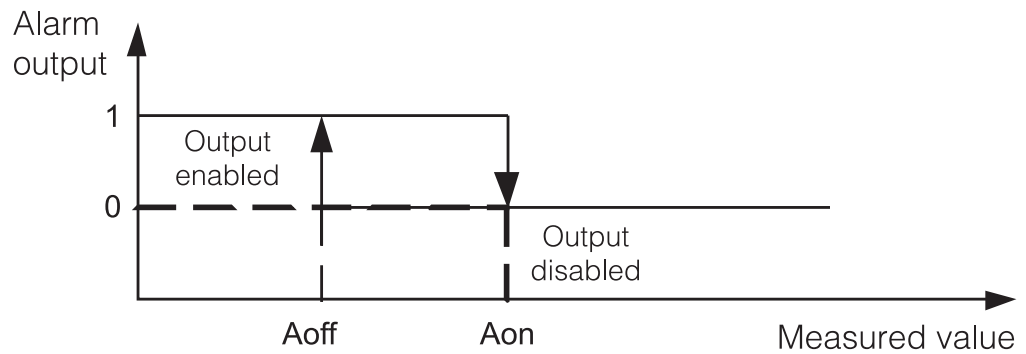 Alarm
output
1
Output
enabled
0
Output
disabled
Aoff
Aon
Measured value